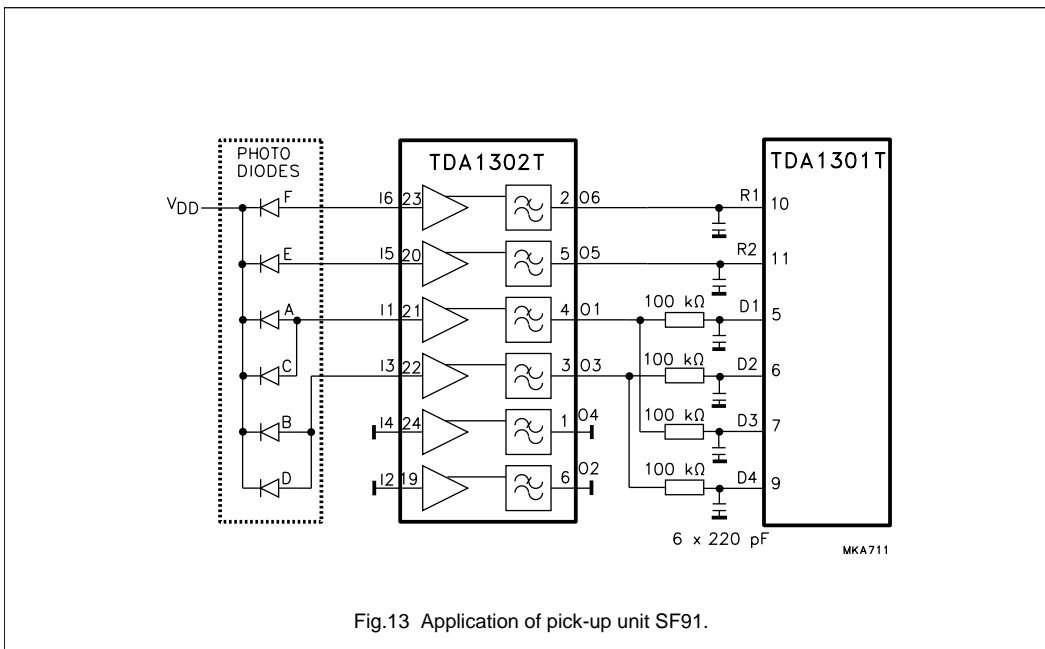 PHOTO
DIODES
TDA1302T
TDA1301T
VDD
F
I6 23
2 O6
R1
10
E
I5 20
5 O5
R2
11
A
I1 21
4 O1
100 kΩ
D1
5
C
I3 22
3 O3
100 kΩ
D2
6
B
I4 24
1 O4
100 kΩ
D3
7
D
I2 19
6 O2
100 kΩ
D4
9
6 x 220 pF
MKA711
Fig.13 Application of pick-up unit SF91.